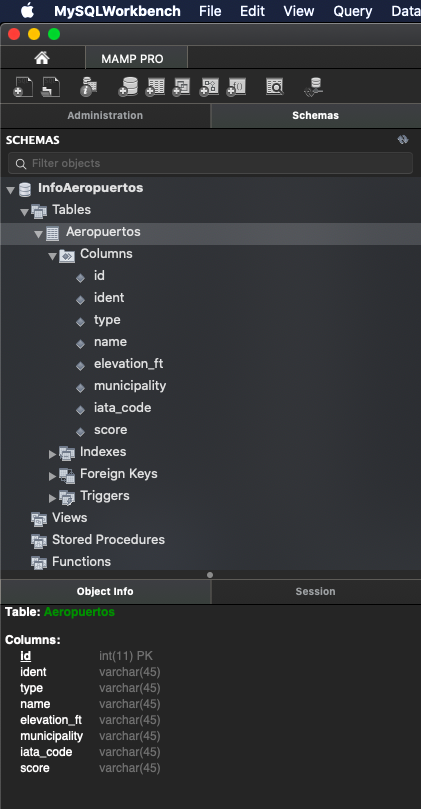 MySQLWorkbench File Edit View Query Data
MAMP PRO
Administration Schemas
SCHEMAS
Filter objects
InfoAeropuertos
Tables
Aeropuertos
Columns
id
ident
type
name
elevation_ft
municipality
iata_code
score
Indexes
Foreign Keys
Triggers
Views
Stored Procedures
Functions
Object Info Session
Table: Aeropuertos
Columns:
id int(11) PK
ident varchar(45)
type varchar(45)
name varchar(45)
elevation_ft varchar(45)
municipality varchar(45)
iata_code varchar(45)
score varchar(45)